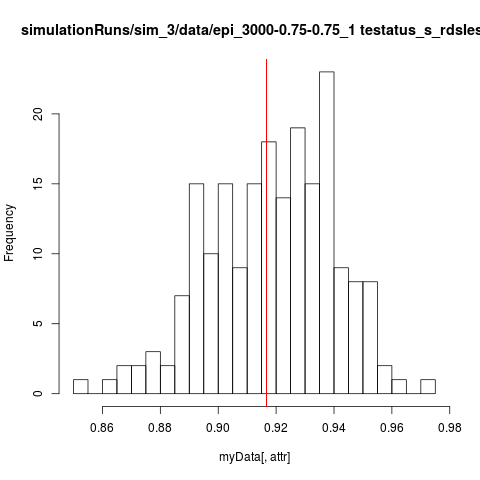 simulationRuns/sim_3/data/epi_3000-0.75-0.75_1 testatus_s_rdsles
Frequency
20
15
10
5
0
0.86 0.88 0.90 0.92 0.94 0.96 0.98
myData[, attr]